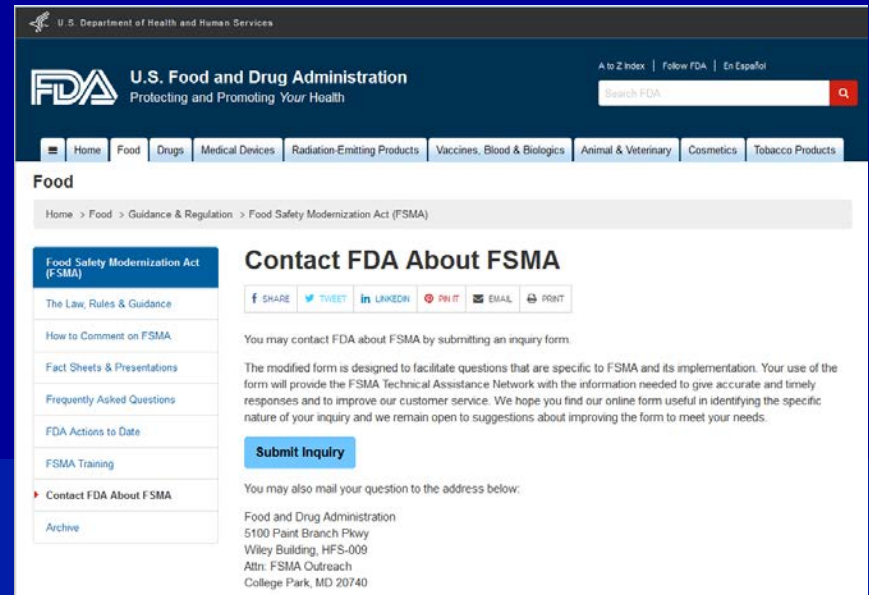 U.S. Department of Health and Human Services
A to Z Index | Follow FDA | En Español
FDA
U.S. Food and Drug Administration
Protecting and Promoting Your Health
Search FDA
Home Food Drugs Medical Devices Radiation-Emitting Products Vaccines, Blood & Biologics Animal & Veterinary Cosmetics Tobacco Products
Food
Home > Food > Guidance & Regulation > Food Safety Modernization Act (FSMA)
Food Safety Modernization Act
(FSMA)
The Law, Rules & Guidance
How to Comment on FSMA
Fact Sheets & Presentations
Frequently Asked Questions
FDA Actions to Date
FSMA Training
Contact FDA About FSMA
Archive
Contact FDA About FSMA
f SHARE TWEET in LINKEDIN PIN IT EMAIL PRINT
You may contact FDA about FSMA by submitting an inquiry form.
The modified form is designed to facilitate questions that are specific to FSMA and its implementation. Your use of the
form will provide the FSMA Technical Assistance Network with the information needed to give accurate and timely
responses and to improve our customer service. We hope you find our online form useful in identifying the specific
nature of your inquiry and we remain open to suggestions about improving the form to meet your needs.
Submit Inquiry
You may also mail your question to the address below:
Food and Drug Administration
5100 Paint Branch Pkwy
Wiley Building, HFS-009
Attn: FSMA Outreach
College Park, MD 20740